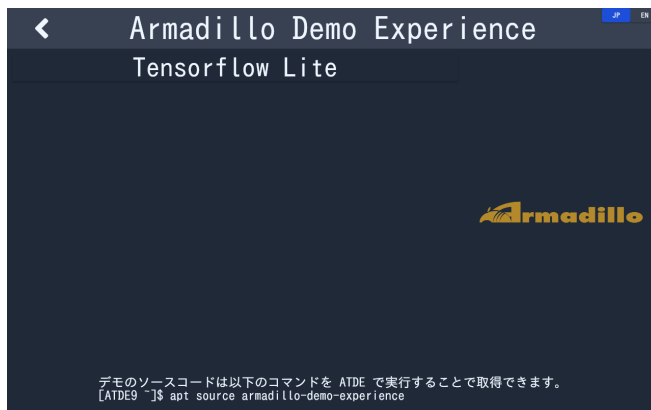 Armadillo Demo Experience
JP EN
Tensorflow Lite
Armadillo
デモのソースコードは以下のコマンドを ATDE で実行することで取得できます。
[ATDE9 ~]$ apt source armadillo-demo-experience